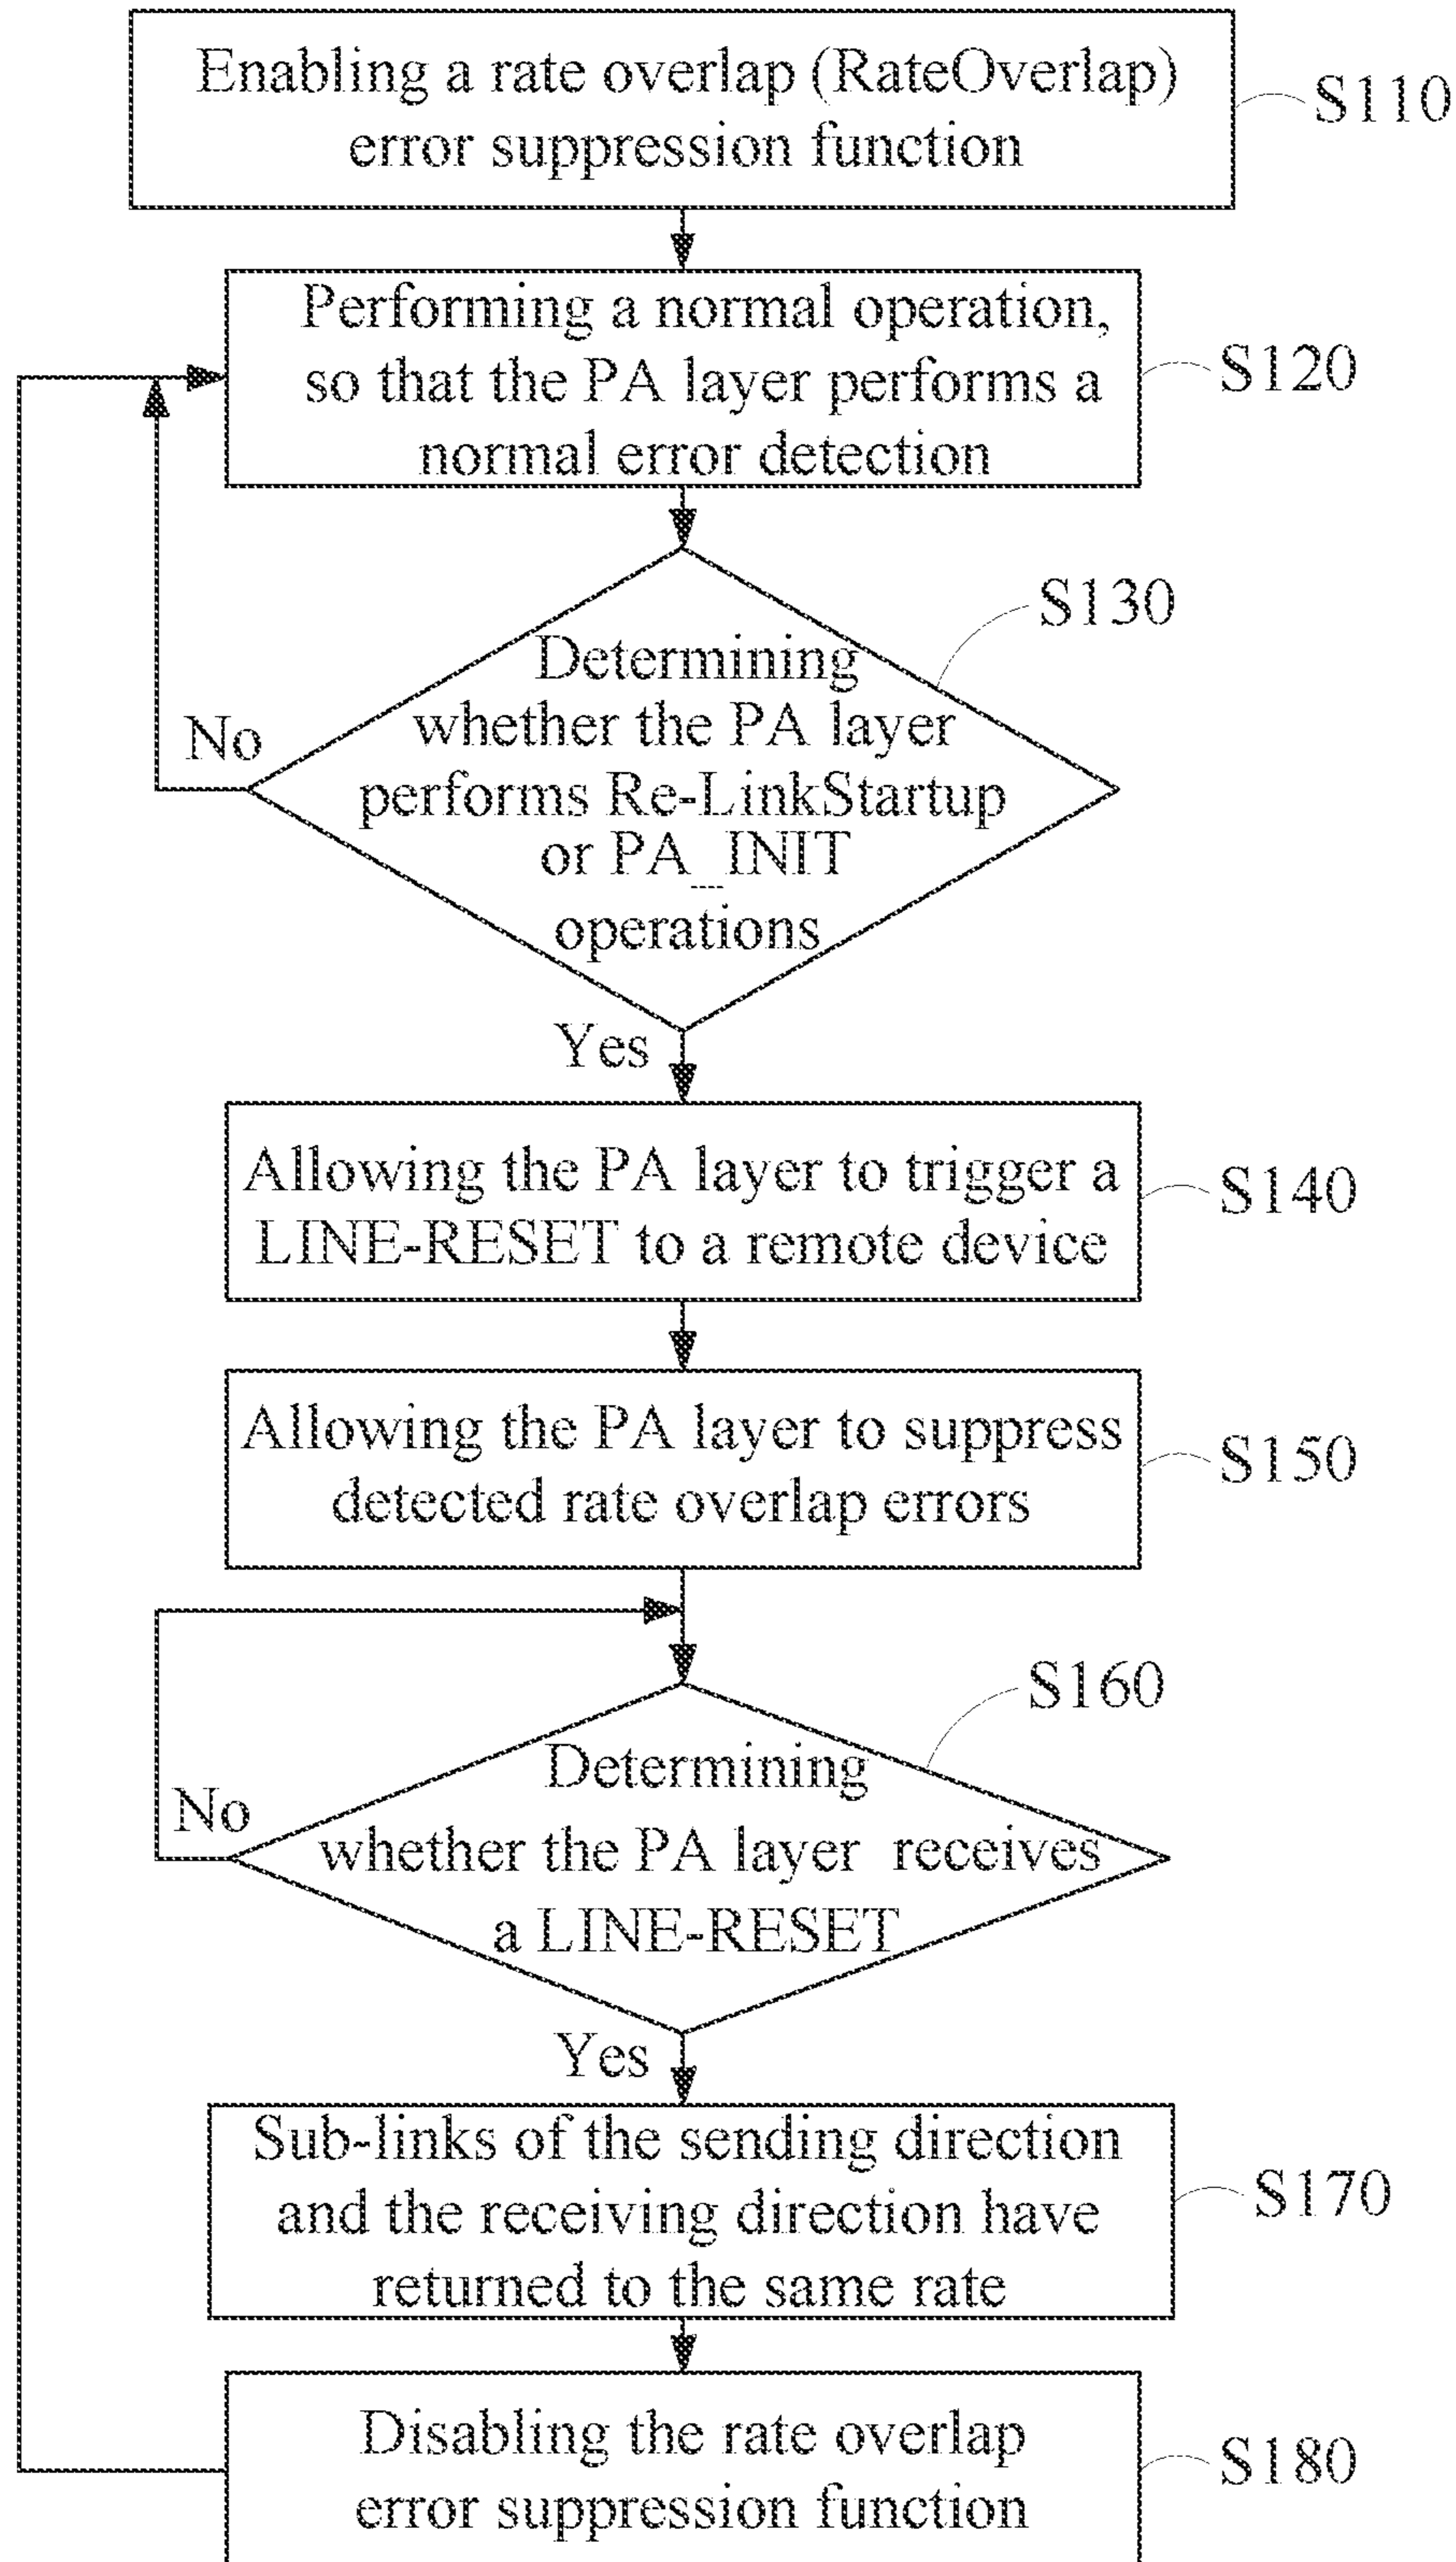 Enabling a rate overlap (RateOverlap)
error suppression function
S110
Performing a normal operation,
so that the PA layer performs a
normal error detection
S120
S130
Determining
whether the PA layer
performs Re-LinkStartup
or PA_INIT
operations
No
Yes
Allowing the PA layer to trigger a
LINE-RESET to a remote device
S140
Allowing the PA layer to suppress
detected rate overlap errors
S150
S160
Determining
whether the PA layer receives
a LINE-RESET
No
Yes
Sub-links of the sending direction
and the receiving direction have
returned to the same rate
S170
Disabling the rate overlap
error suppression function
S180